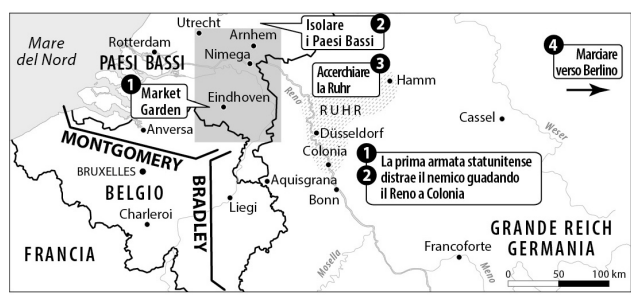 Mare
del Nord
Utrecht
Rotterdam
Arnhem
Nimega
PAESI BASSI
Isolare
i Paesi Bassi
2
Accerchiare
la Ruhr
3
Hamm
4
Marciare
verso Berlino
1
Market
Garden
Eindhoven
Reno
RUHR
Anversa
Düsseldorf
Cassel
Weser
MONTGOMERY
Colonia
1
2
La prima armata statunitense
distrae il nemico guadando
il Reno a Colonia
BRUXELLES
BELGIO
BRADLEY
Aquisgrana
Liegi
Bonn
Charleroi
FRANCIA
Mosella
Francoforte
Meno
GRANDE REICH
GERMANIA
0 50 100 km